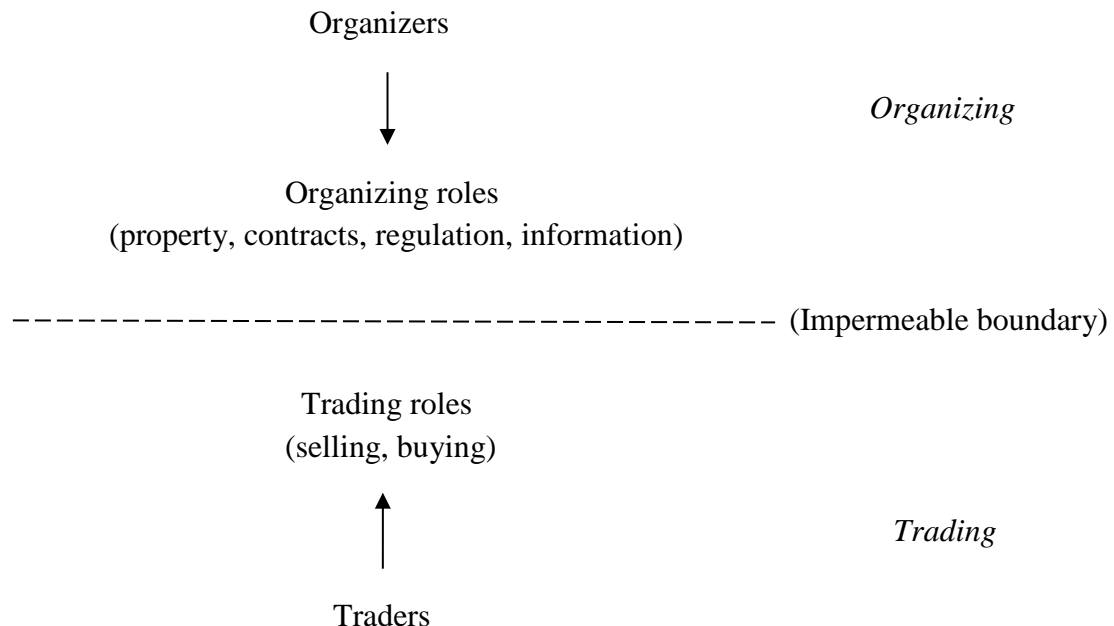 Organizers
Organizing
Organizing roles
(property, contracts, regulation, information)
(Impermeable boundary)
Trading roles
(selling, buying)
Trading
Traders